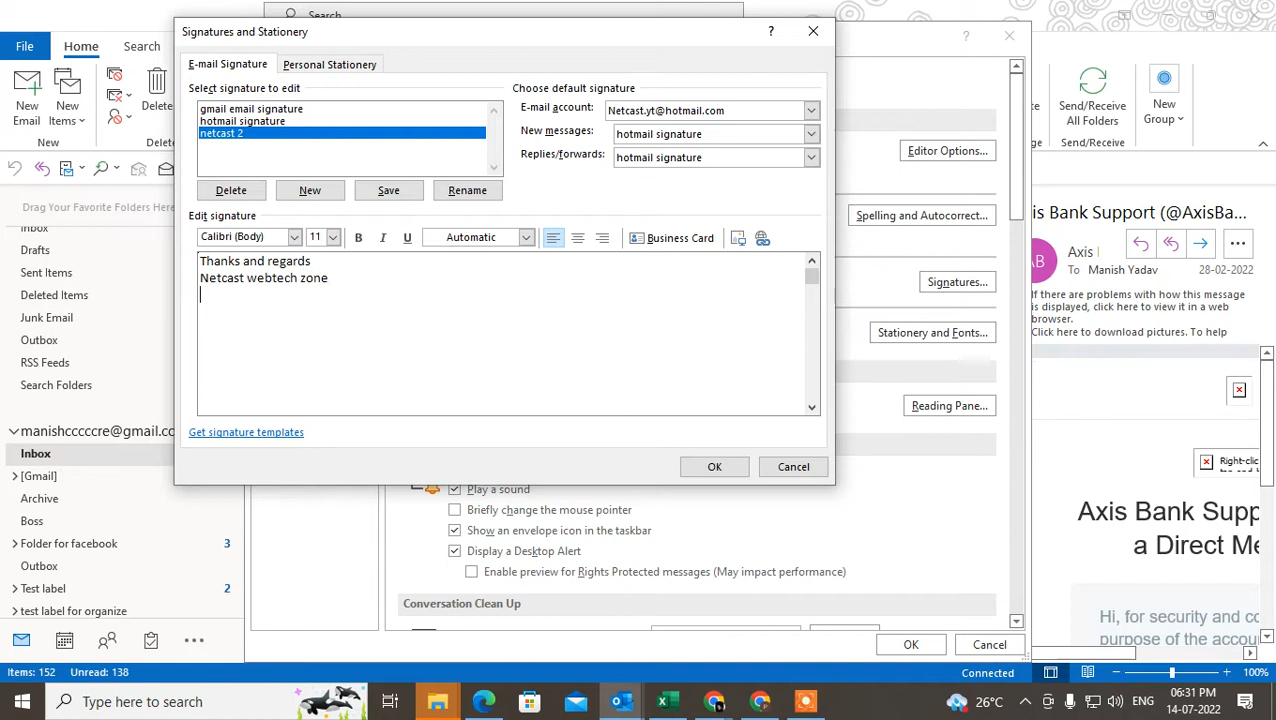 Search
Signatures and Stationery
?
?
File
Home
Search
E-mail Signature
Personal Stationery
New Email
New Items
Delete
New
Delete
Select signature to edit
gmail email signature
hotmail signature
netcast 2
Delete
New
Save
Rename
Choose default signature
E-mail account:
Netcast.yt@hotmail.com
New messages:
hotmail signature
Replies/forwards:
hotmail signature
Edit signature
Calibri (Body)
11
B
I
U
Automatic
Business Card
Thanks and regards
Netcast webtech zone
Get signature templates
OK
Cancel
Editor Options...
Spelling and Autocorrect...
Signatures...
Stationery and Fonts...
Reading Pane...
Play a sound
Briefly change the mouse pointer
Show an envelope icon in the taskbar
Display a Desktop Alert
Enable preview for Rights Protected messages (May impact performance)
Conversation Clean Up
OK
Cancel
Send/Receive All Folders
Send/Receive
New Group
Drag Your Favorite Folders Here
Inbox
Drafts
Sent Items
Deleted Items
Junk Email
Outbox
RSS Feeds
Search Folders
manishcccccre@gmail.co
Inbox
[Gmail]
Archive
Boss
Folder for facebook 3
Outbox
Test label 2
test label for organize
is Bank Support (@AxisBa...
AB
Axis
To Manish Yadav
28-02-2022
If there are problems with how this message
is displayed, click here to view it in a web
browser.
Click here to download pictures. To help
Right-clic
Axis Bank Supp
a Direct Me
Hi, for security and co
purpose of the accou
Items: 152
Unread: 138
Connected
100%
Type here to search
26°C
ENG
06:31 PM
14-07-2022